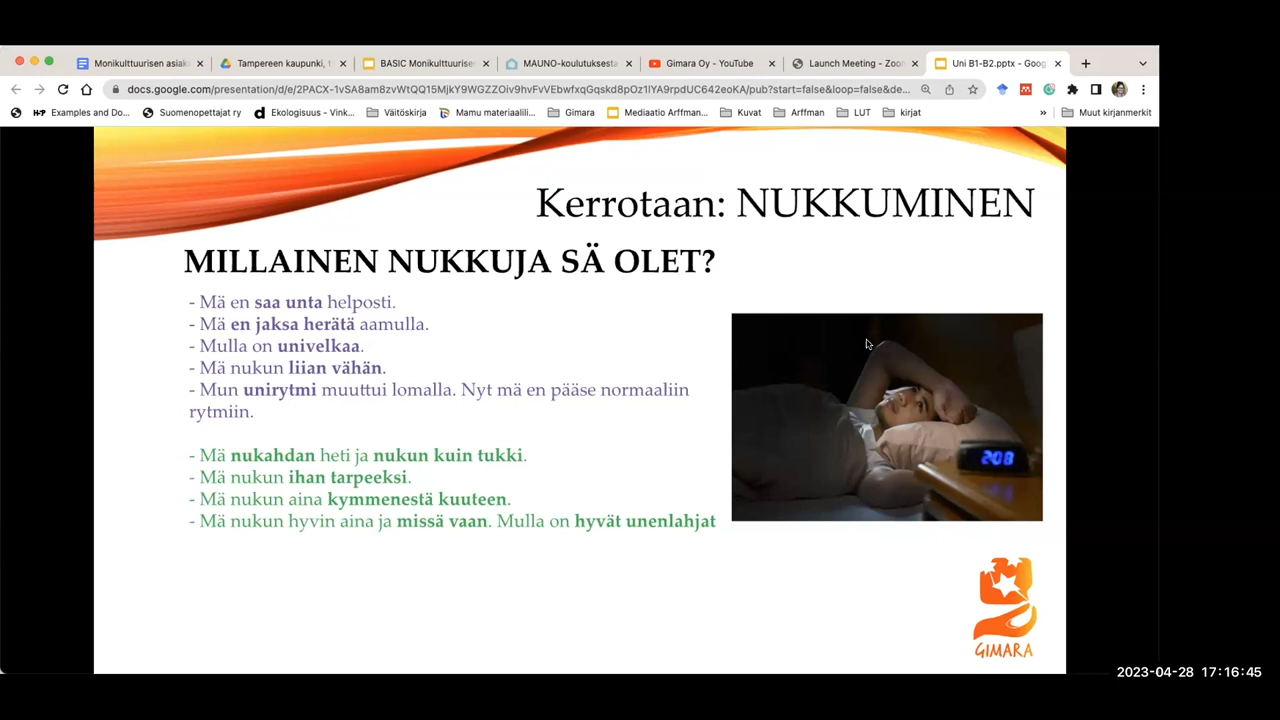 Monikulttuurisen asiak
Tampereen kaupunki, t
BASIC Monikulttuurise
MAUNO-koulutuksesta
Gimara Oy - YouTube
Launch Meeting - Zoom
Uni B1-B2.pptx - Goog
docs.google.com/presentation/d/e/2PACX-1vSA8am8zvWtQQ15MjkY9WGZZOiv9hvFvVEbwfxqGqskd8pOz1lYA9rpdUC642eoKA/pub?start=false&loop=false&de...
Examples and Do...
Suomenopettajat ry
Ekologisuus - Vink...
Väitöskirja
Mamu materiaalili...
Gimara
Mediaatio Arffman...
Kuvat
Arffman
LUT
kirjat
»
Muut kirjanmerkit
Kerrotaan: NUKKUMINEN
MILLAINEN NUKKUJA SÄ OLET?
- Mä en saa unta helposti.
- Mä en jaksa herätä aamulla.
- Mulla on univelkaa.
- Mä nukun liian vähän.
- Mun unirytmi muuttui lomalla. Nyt mä en pääse normaaliin
rytmiin.
- Mä nukahdan heti ja nukun kuin tukki.
- Mä nukun ihan tarpeeksi.
- Mä nukun aina kymmenestä kuuteen.
- Mä nukun hyvin aina ja missä vaan. Mulla on hyvät unenlahjat
2:08
GIMARA
2023-04-28 17:16:45